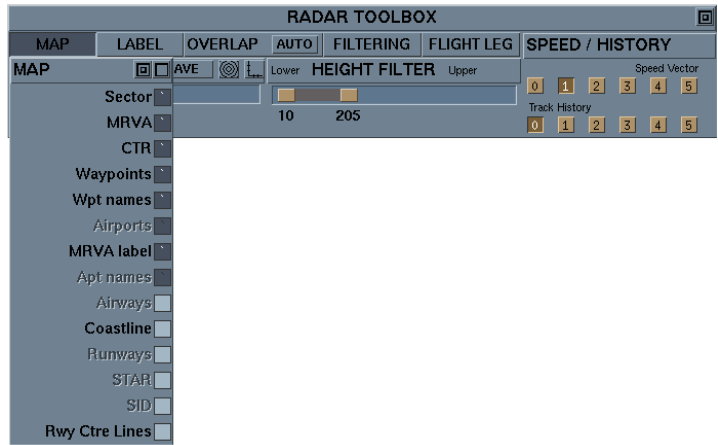 RADAR TOOLBOX
MAP LABEL OVERLAP AUTO FILTERING FLIGHT LEG SPEED / HISTORY
MAP AVE Lower HEIGHT FILTER Upper Speed Vector
0 1 2 3 4 5
10 205 Track History
0 1 2 3 4 5
Sector
MRVA
CTR
Waypoints
Wpt names
Airports
MRVA label
Apt names
Airways
Coastline
Runways
STAR
SID
Rwy Ctre Lines